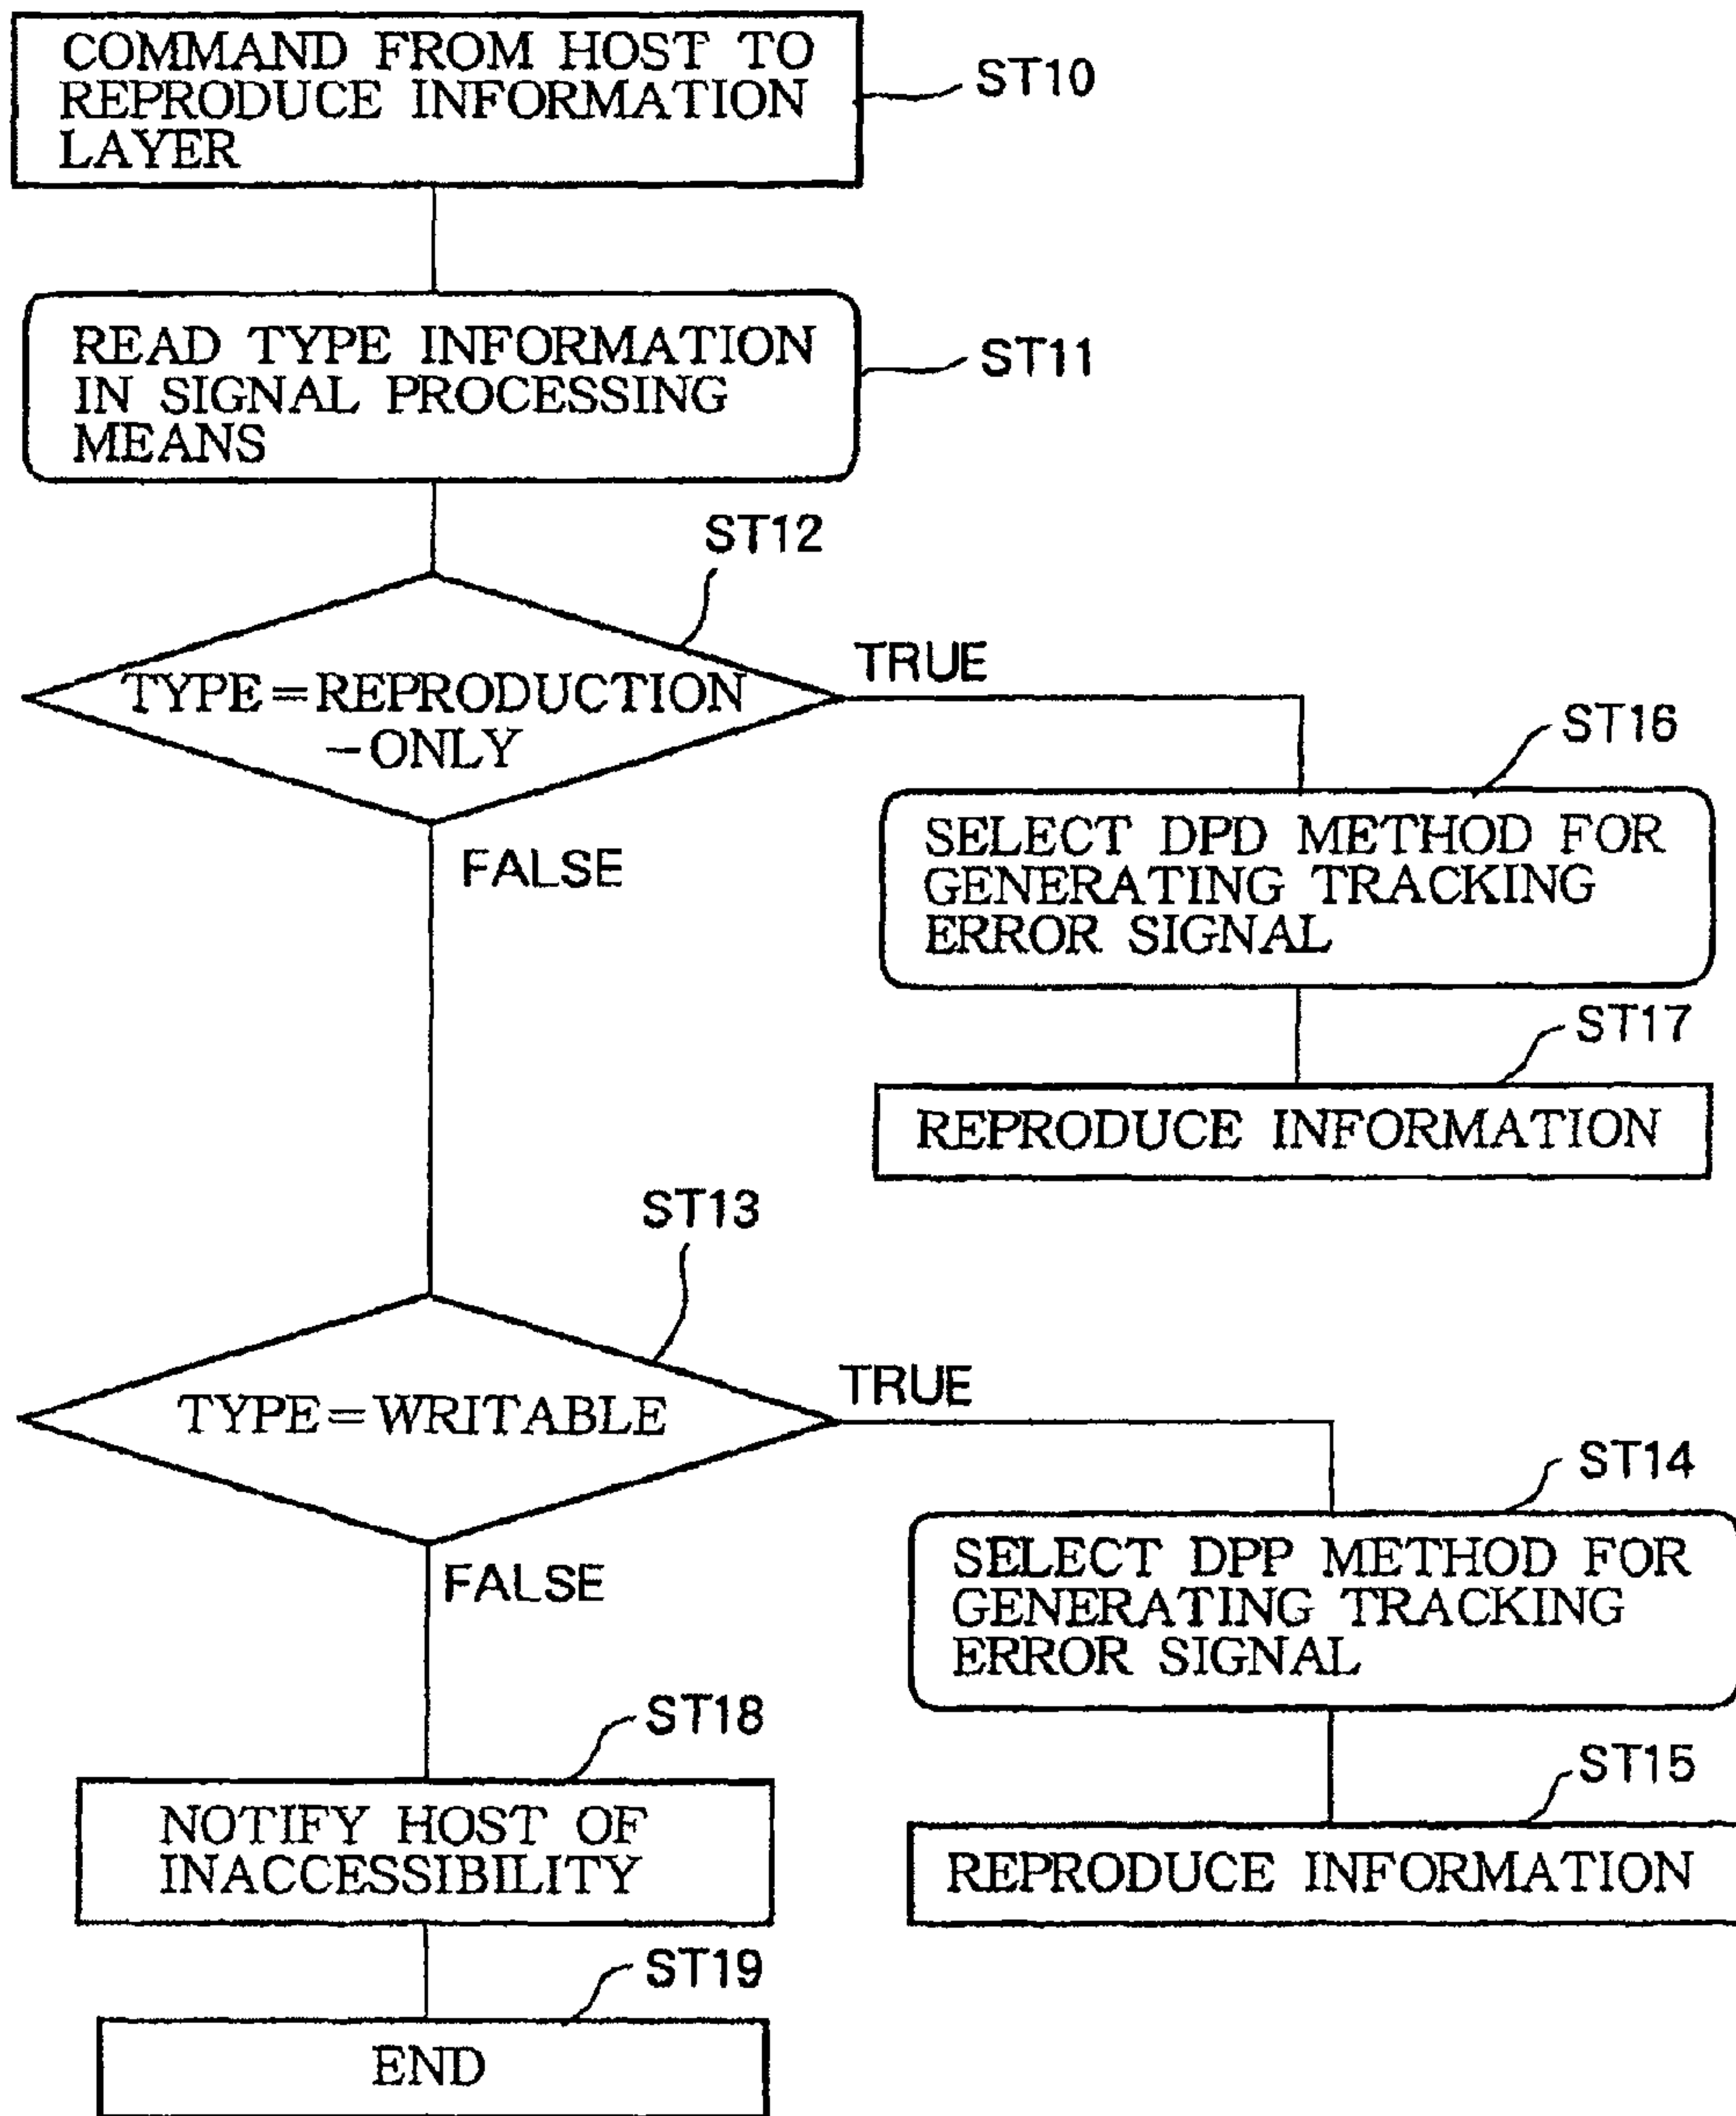 COMMAND FROM HOST TO
REPRODUCE INFORMATION
LAYER
ST10
READ TYPE INFORMATION
IN SIGNAL PROCESSING
MEANS
ST11
ST12
TYPE=REPRODUCTION
-ONLY
TRUE
FALSE
ST16
SELECT DPD METHOD FOR
GENERATING TRACKING
ERROR SIGNAL
ST17
REPRODUCE INFORMATION
ST13
TYPE=WRITABLE
TRUE
FALSE
ST14
SELECT DPP METHOD FOR
GENERATING TRACKING
ERROR SIGNAL
ST15
REPRODUCE INFORMATION
ST18
NOTIFY HOST OF
INACCESSIBILITY
ST19
END